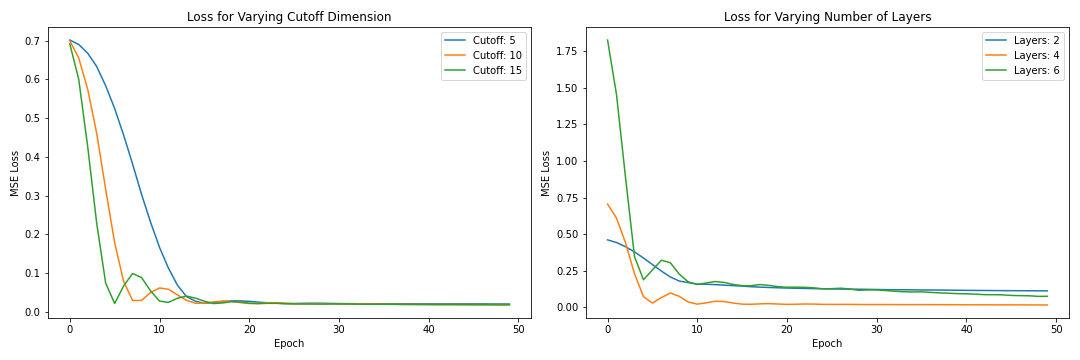 Loss for Varying Cutoff Dimension
Cutoff: 5
Cutoff: 10
Cutoff: 15
MSE Loss
0.7
0.6
0.5
0.4
0.3
0.2
0.1
0.0
0
10
20
30
40
50
Epoch
Loss for Varying Number of Layers
Layers: 2
Layers: 4
Layers: 6
MSE Loss
1.75
1.50
1.25
1.00
0.75
0.50
0.25
0.00
0
10
20
30
40
50
Epoch